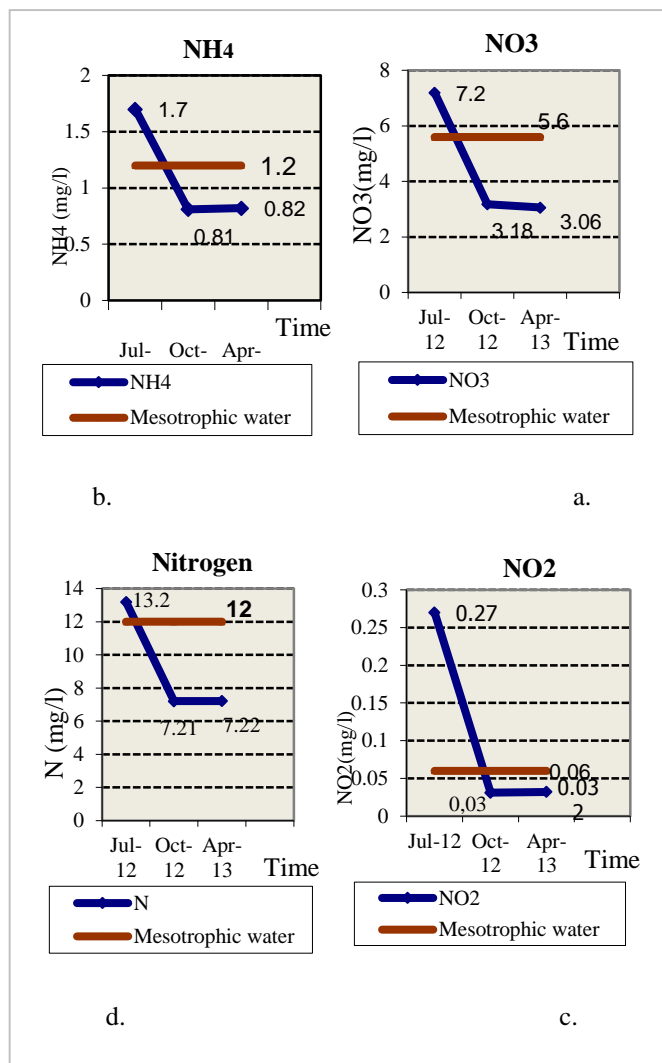 NH4
2
1.5
1
0.5
0
NH4 (mg/l)
1.7
1.2
0.82
0.81
Time
Jul-
Oct-
Apr-
NH4
Mesotrophic water
b.
NO3
8
6
4
2
0
NO3(mg/l)
7.2
5.6
3.18
3.06
Jul-
12
Oct-
12
Apr-
13
Time
NO3
Mesotrophic water
a.
Nitrogen
14
12
10
8
6
4
2
0
N (mg/l)
13.2
12
7.21
7.22
Jul-
12
Oct-
12
Apr-
13
Time
N
Mesotrophic water
d.
NO2
0.3
0.25
0.2
0.15
0.1
0.05
0
NO2(mg/l)
0.27
0.06
0,03
0.03
2
Jul-12
Oct-
12
Apr-
13
Time
NO2
Mesotrophic water
c.